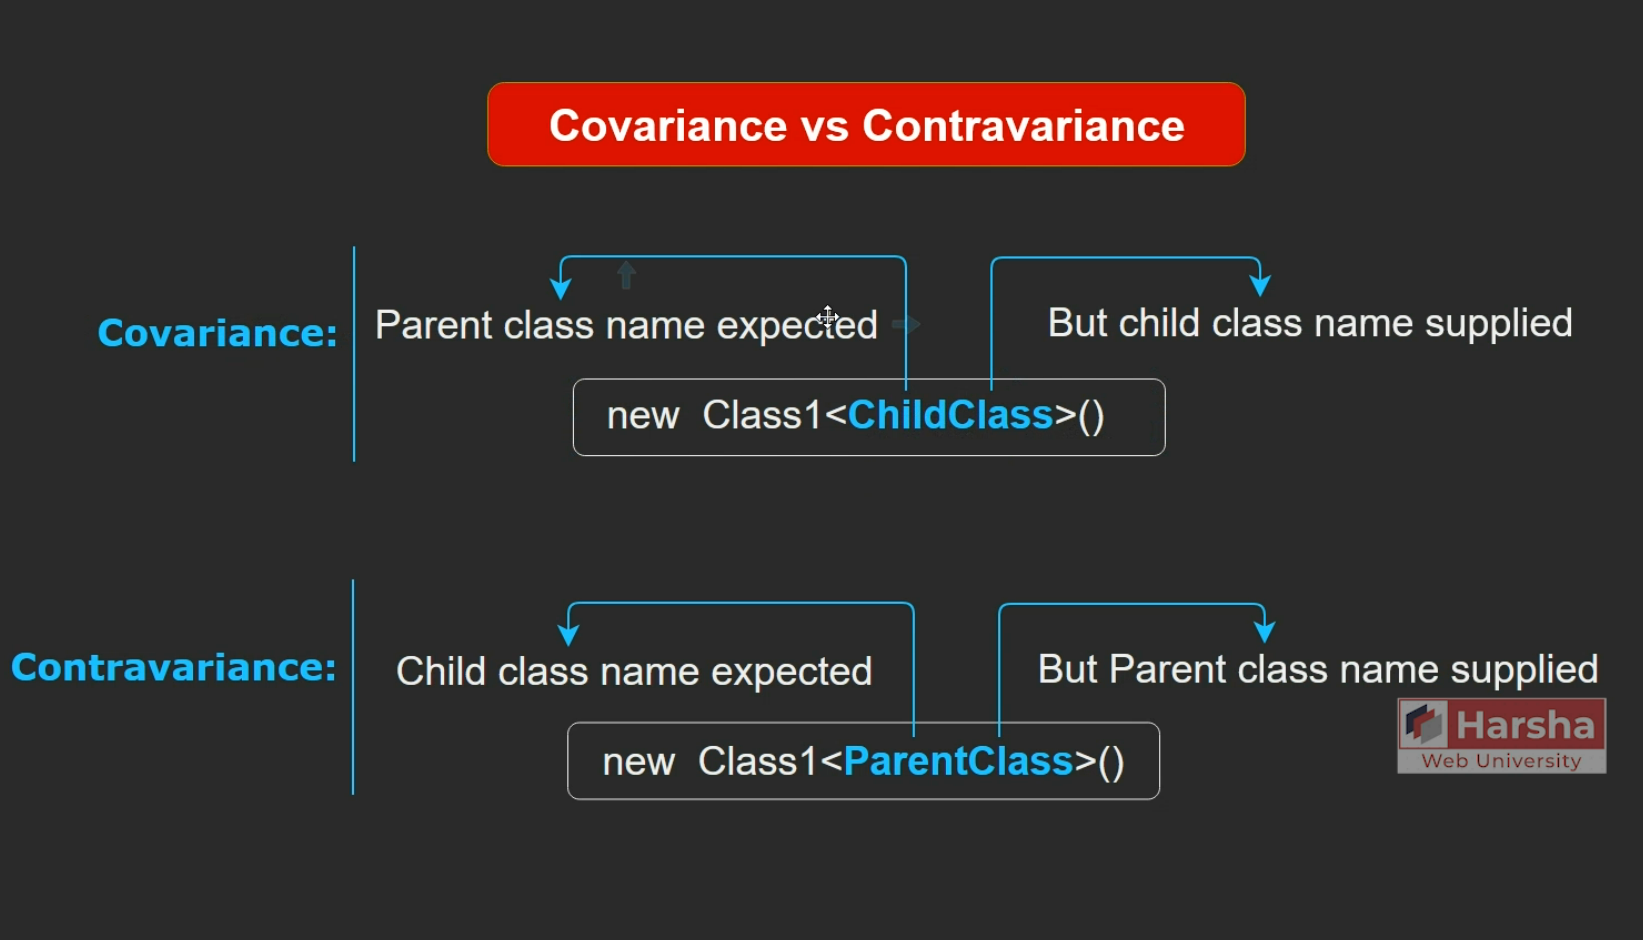 Covariance vs Contravariance
Covariance:
Parent class name expected
But child class name supplied
new Class1<ChildClass>()
Contravariance:
Child class name expected
But Parent class name supplied
new Class1<ParentClass>()
Harsha
Web University